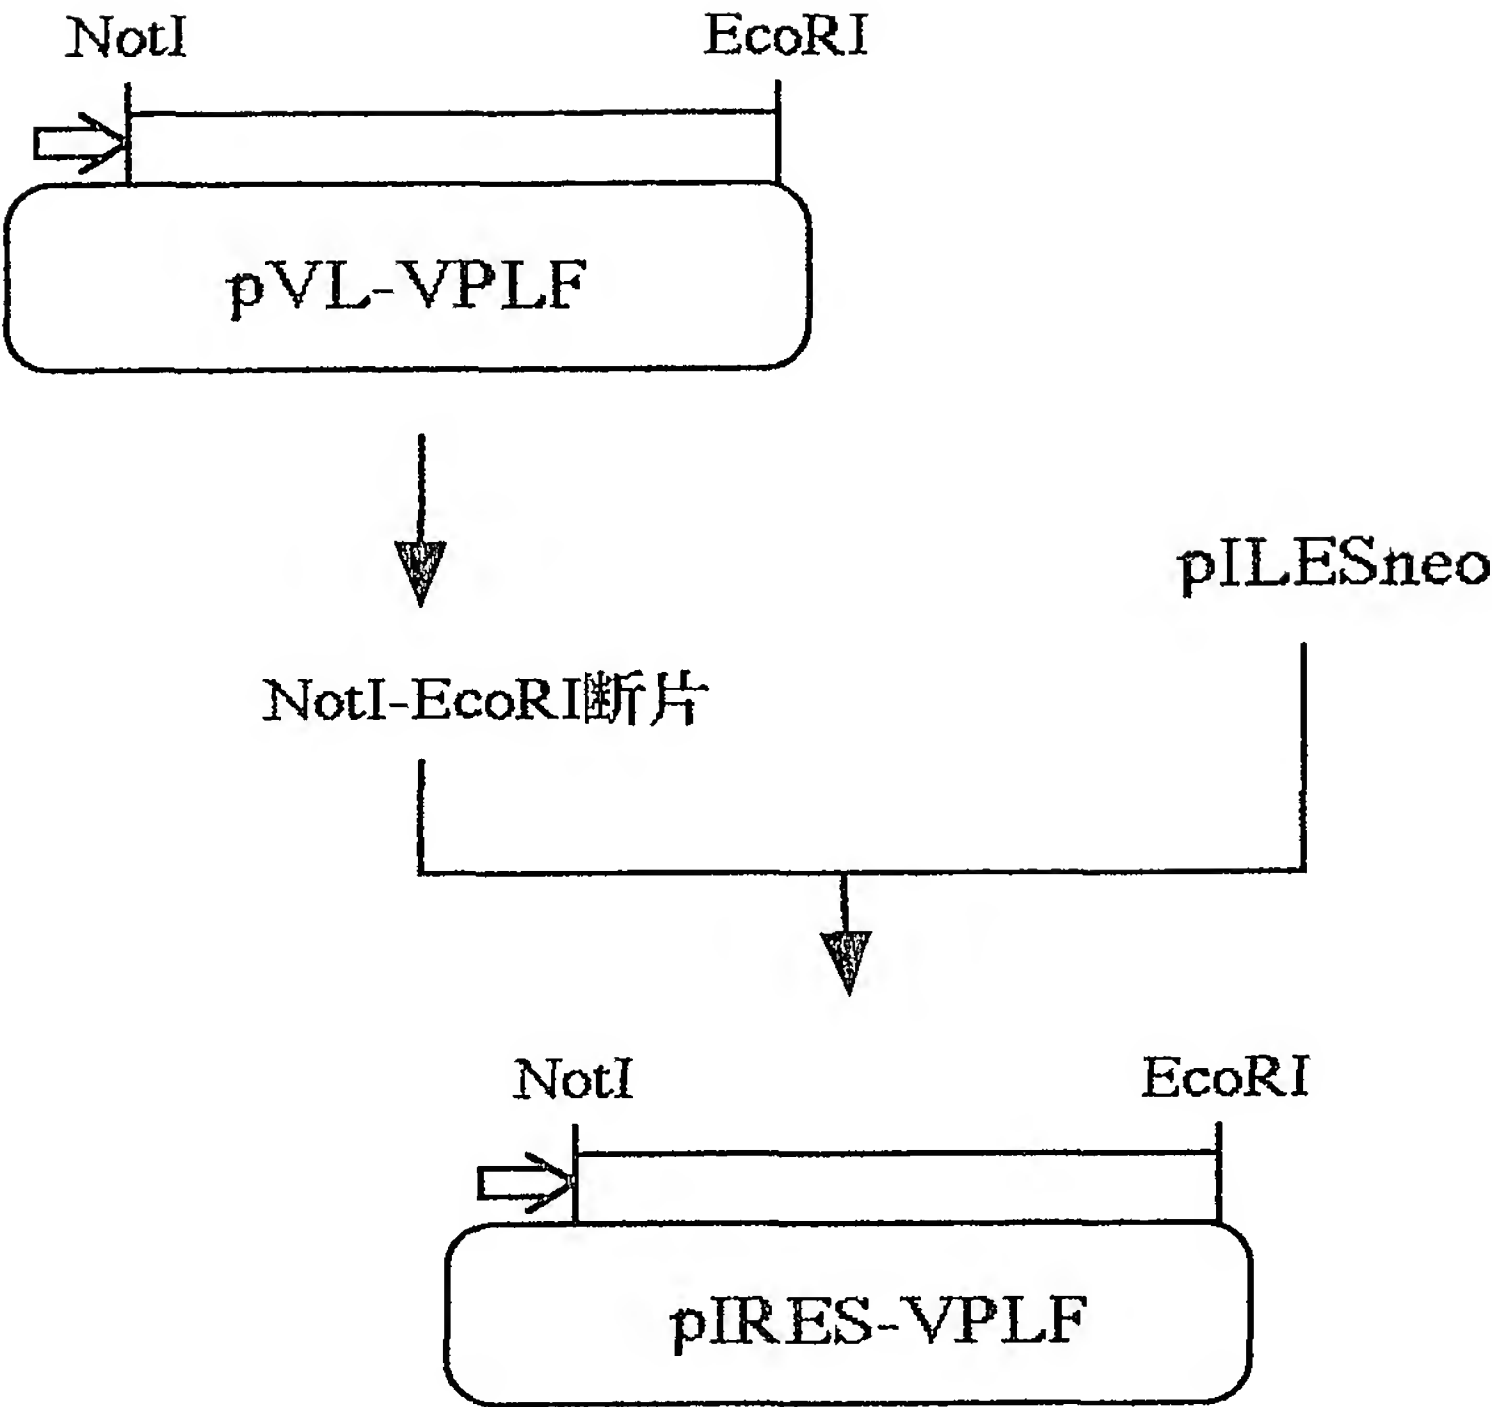 NotI
EcoRI
pVL-VPLF
pILESneo
NotI-EcoRI断片
NotI
EcoRI
pIRES-VPLF